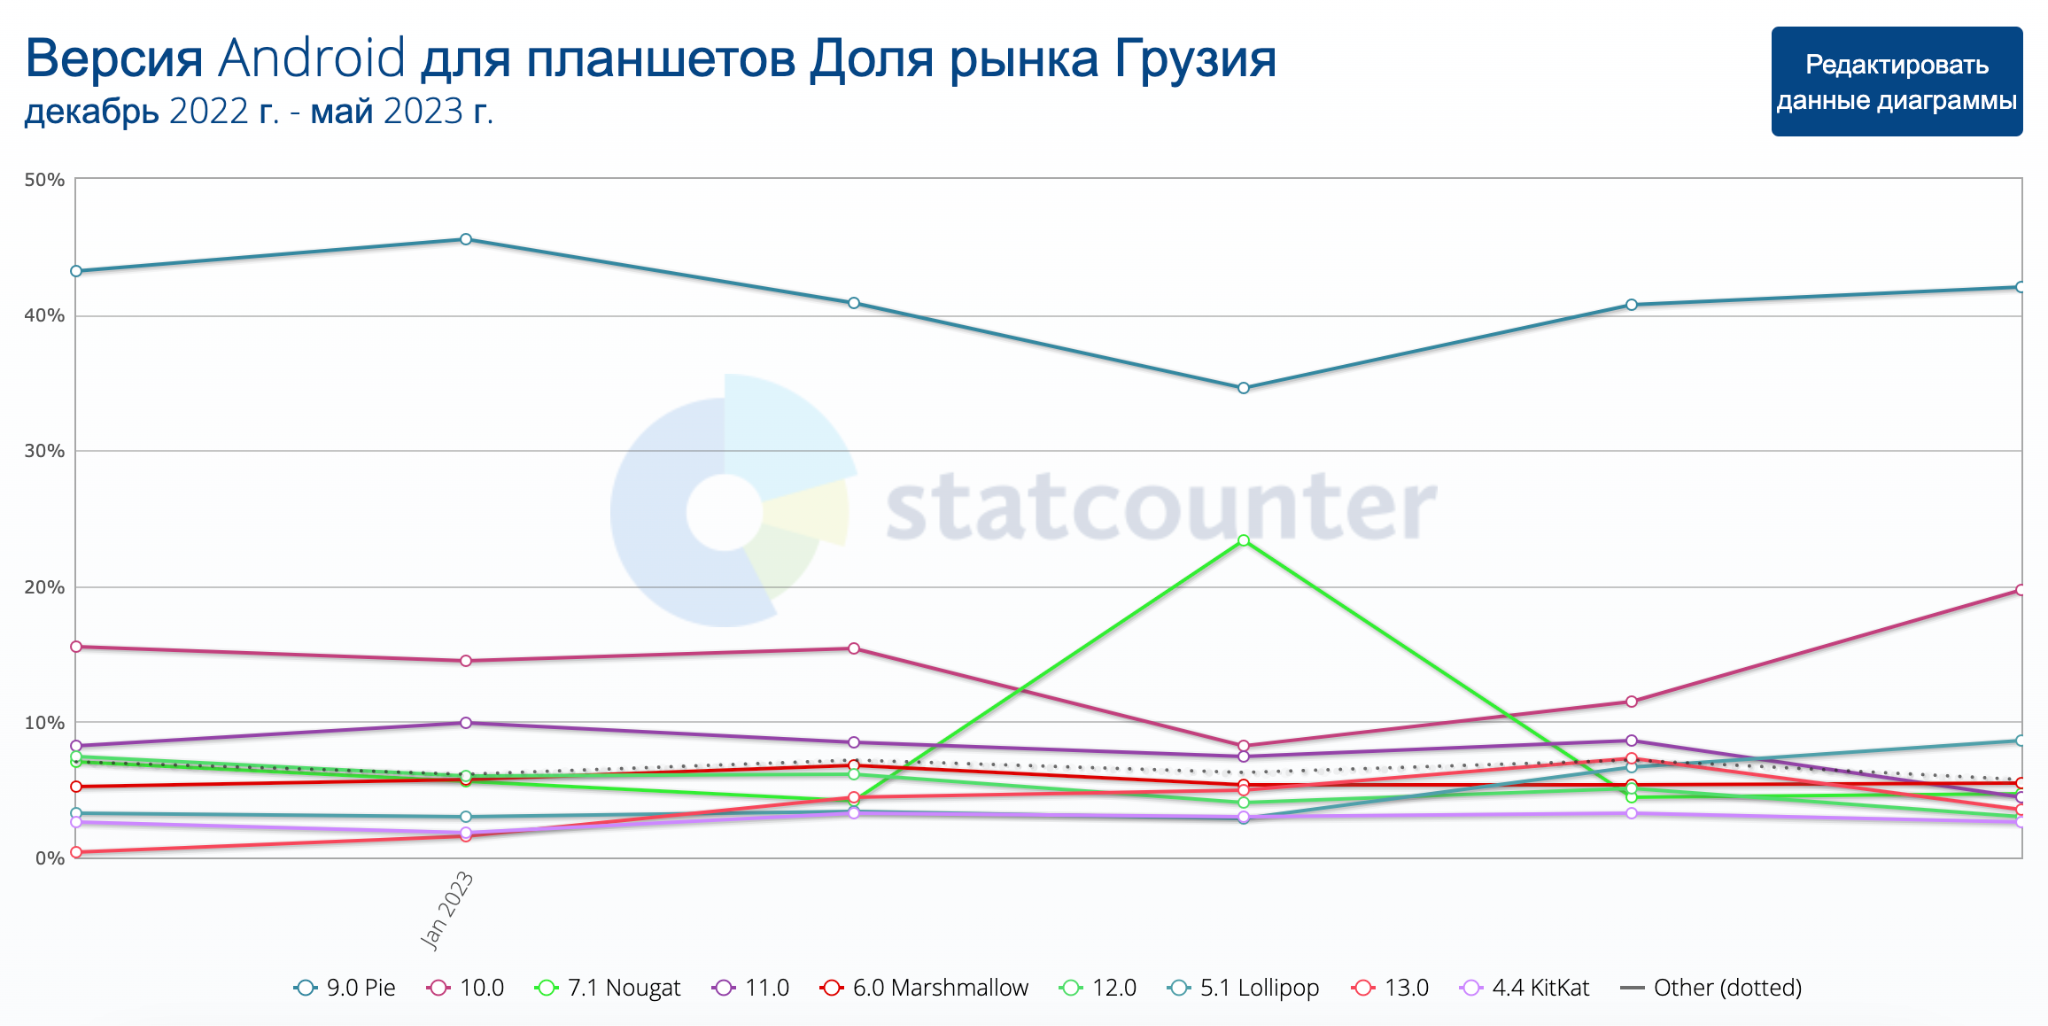 Версия Android для планшетов Доля рынка Грузия
декабрь 2022 г. - май 2023 г.
Редактировать
данные диаграммы
50%
40%
30%
20%
10%
0%
statcounter
Jan 2023
9.0 Pie 10.0 7.1 Nougat 11.0 6.0 Marshmallow 12.0 5.1 Lollipop 13.0 4.4 KitKat Other (dotted)